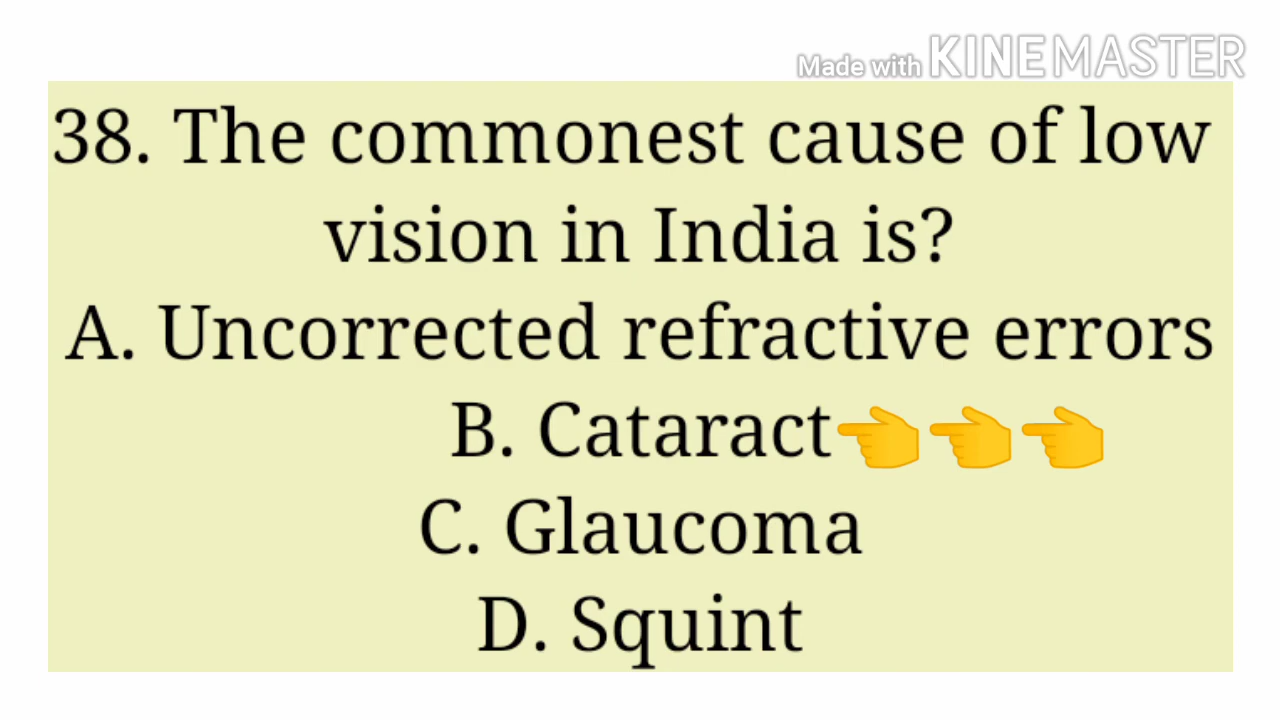 Made with KINEMASTER
38. The commonest cause of low
vision in India is?
A. Uncorrected refractive errors
B. Cataract👈👈👈
C. Glaucoma
D. Squint